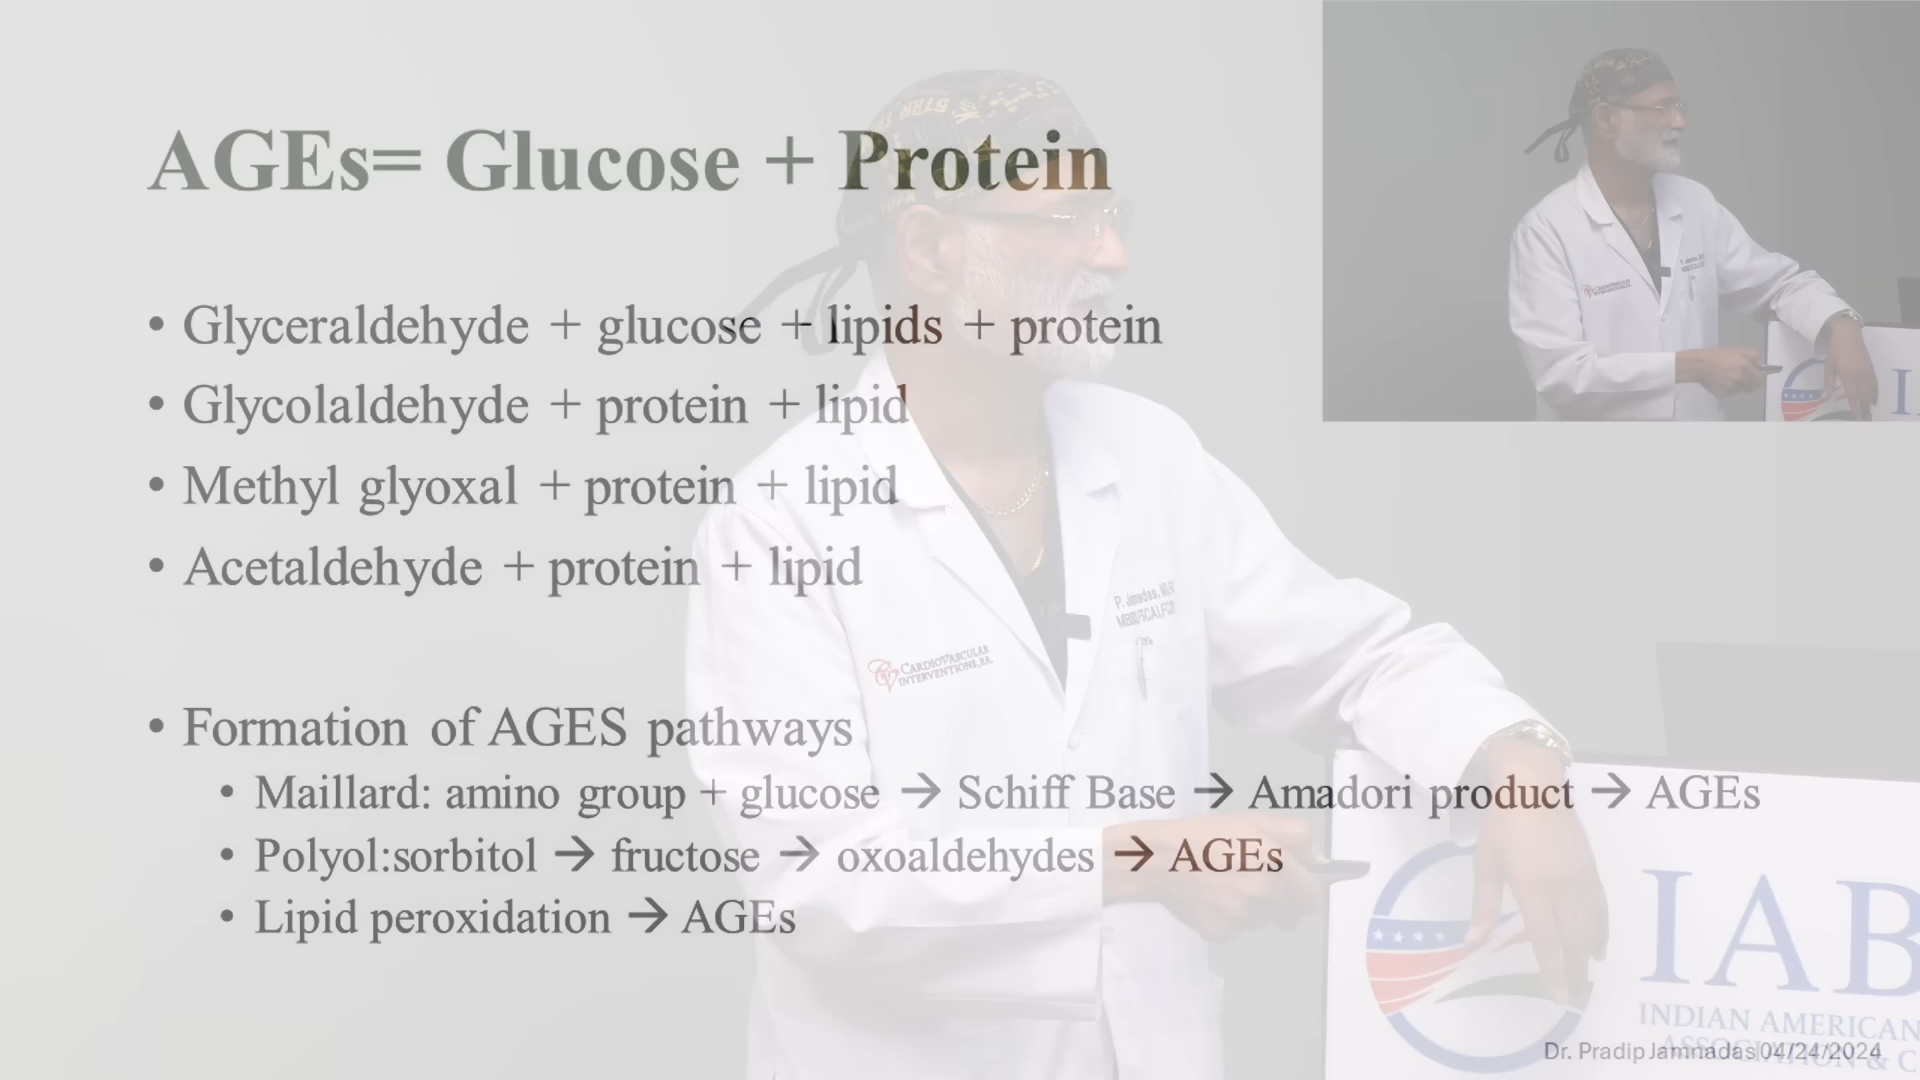 AGEs= Glucose + Protein
• Glyceraldehyde + glucose + lipids + protein
• Glycolaldehyde + protein + lipid
• Methyl glyoxal + protein + lipid
• Acetaldehyde + protein + lipid
• Formation of AGES pathways
• Maillard: amino group + glucose → Schiff Base → Amadori product → AGEs
• Polyol:sorbitol → fructose → oxoaldehydes → AGEs
• Lipid peroxidation → AGEs
CARDIOVASCULAR
INTERVENTIONS, P.A.
IAB
INDIAN AMERICAN
ASSOCIATION & C
Dr. Pradip Jamnadas 04/24/2024